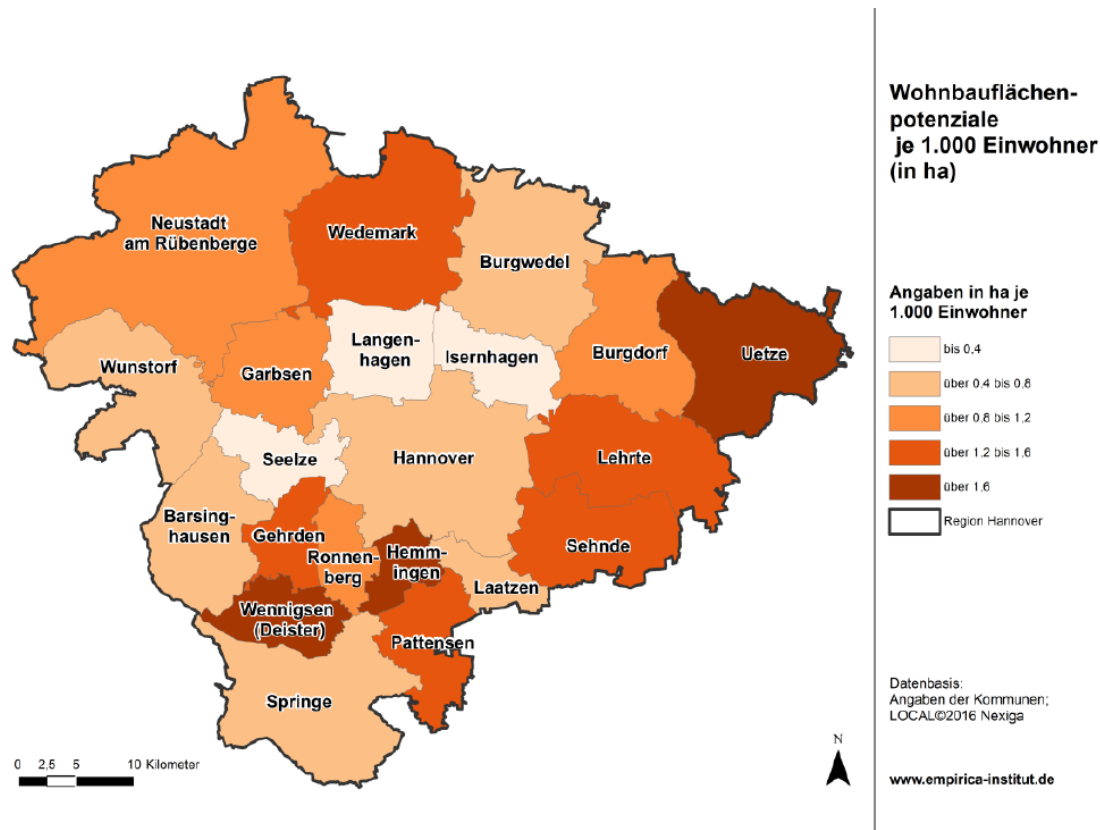 Wohnbauflächen-
potenziale
je 1.000 Einwohner
(in ha)
Neustadt
am Rübenberge
Wedemark
Burgwedel
Langen-
hagen
Isernhagen
Burgdorf
Uetze
Wunstorf
Garbsen
Seelze
Hannover
Lehrte
Barsing-
hausen
Gehrden
Ronnen-
berg
Hemm-
ingen
Sehnde
Laatzen
Wennigsen
(Deister)
Pattensen
Springe
Angaben in ha je
1.000 Einwohner
bis 0,4
über 0,4 bis 0,8
über 0,8 bis 1,2
über 1,2 bis 1,6
über 1,6
Region Hannover
Datenbasis:
Angaben der Kommunen;
LOCAL©2016 Nexiga
0 2,5 5 10 Kilometer
N
www.empirica-institut.de